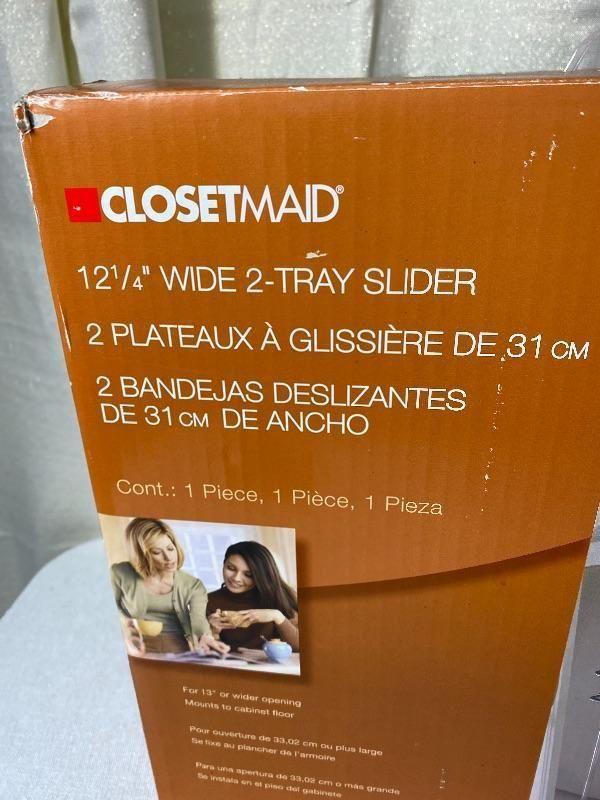 CLOSETMAID®
12 1/4" WIDE 2-TRAY SLIDER
2 PLATEAUX À GLISSIÈRE DE 31 CM
2 BANDEJAS DESLIZANTES
DE 31 CM DE ANCHO
Cont.: 1 Piece, 1 Pièce, 1 Pieza
For 13" or wider opening
Mounts to cabinet floor
Pour ouverture de 33,02 cm ou plus large
Se fixe au plancher de l'armoire
Para una apertura de 33,02 cm o más grande
Se instala en el piso del gabinete